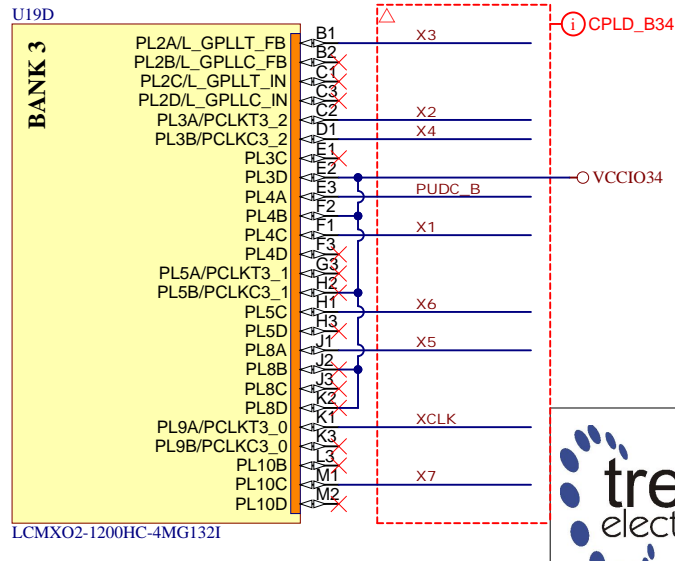 U19D
BANK 3
CPLD_B34
PL2A/L_GPLLT_FB B1 X3
PL2B/L_GPLLC_FB B2
PL2C/L_GPLLT_IN C1
PL2D/L_GPLLC_IN C3
PL3A/PCLKT3_2 C2 X2
PL3B/PCLKC3_2 D1 X4
PL3C E1
PL3D E2 VCCIO34
PL4A E3 PUDC_B
PL4B F2
PL4C F1 X1
PL4D F3
PL5A/PCLKT3_1 G3
PL5B/PCLKC3_1 H2
PL5C H1 X6
PL5D H3
PL8A J1 X5
PL8B J2
PL8C J3
PL8D K2
PL9A/PCLKT3_0 K1 XCLK
PL9B/PCLKC3_0 K3
PL10B L3
PL10C M1 X7
PL10D M2
LCMXO2-1200HC-4MG132I
tre
elect